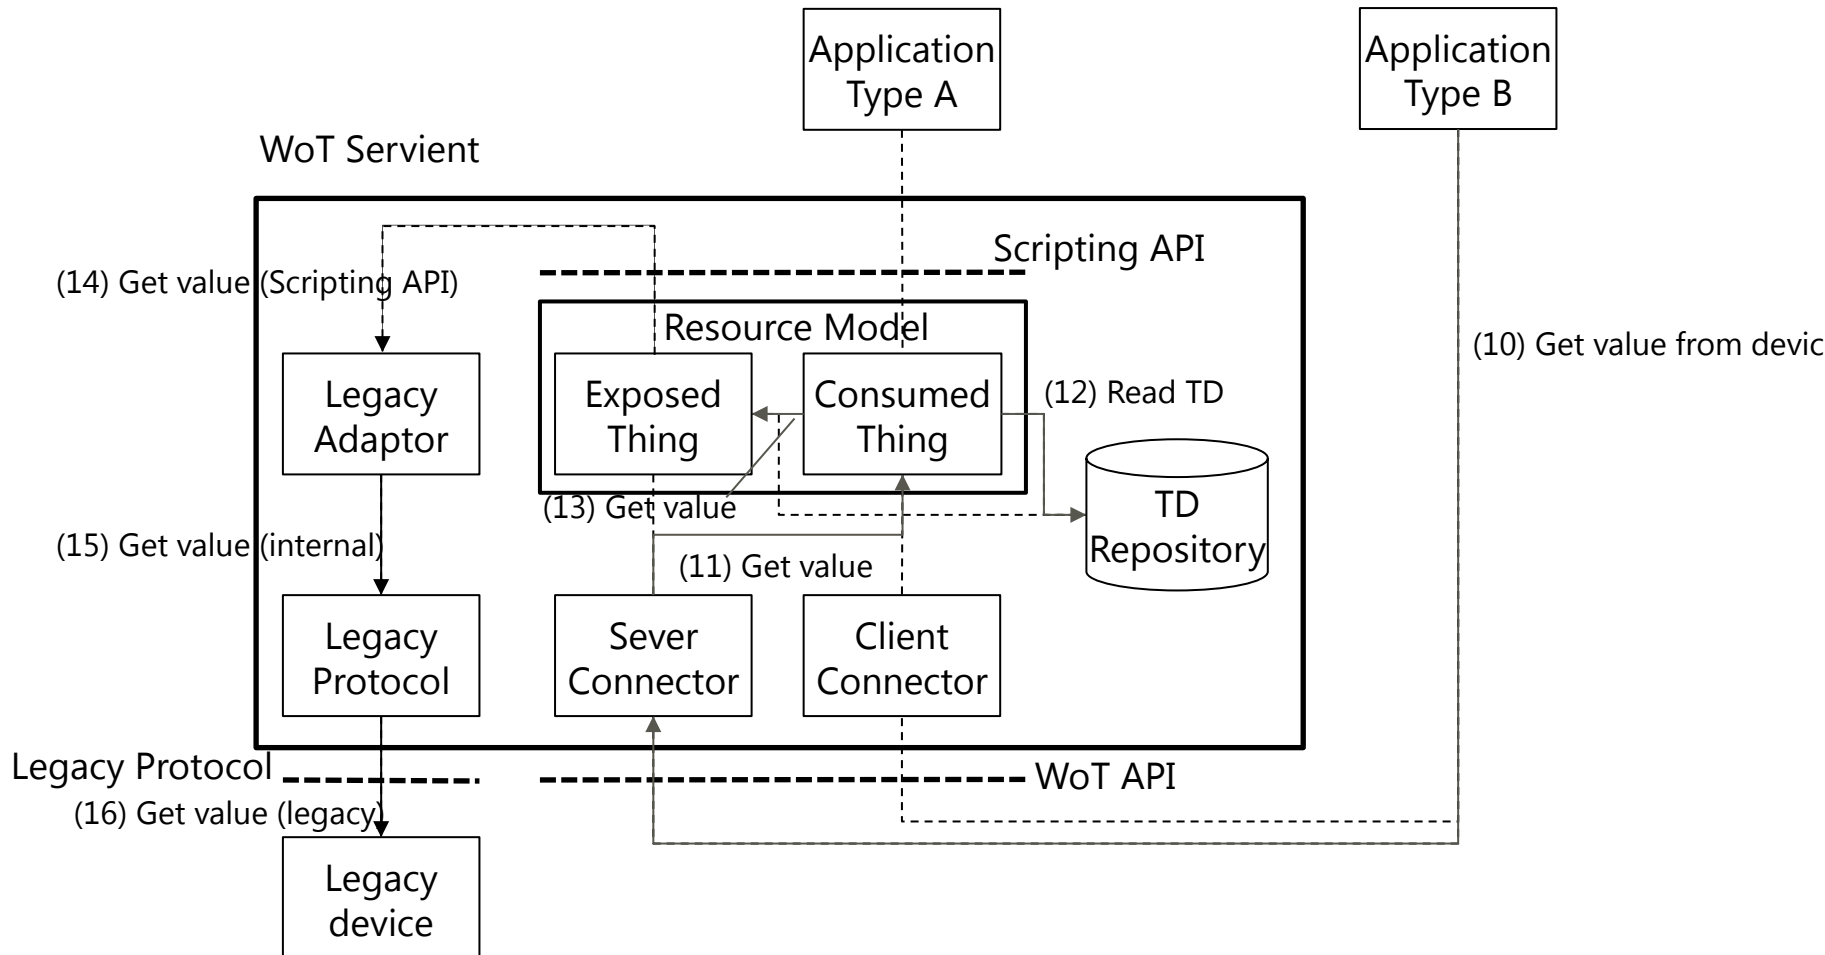 Application
Type A
Application
Type B
WoT Servient
Scripting API
(14) Get value (Scripting API)
Resource Model
(10) Get value from devic
Legacy
Adaptor
Exposed
Thing
Consumed
Thing
(12) Read TD
(13) Get value
TD
Repository
(15) Get value (internal)
(11) Get value
Legacy
Protocol
Sever
Connector
Client
Connector
Legacy Protocol
WoT API
(16) Get value (legacy)
Legacy
device